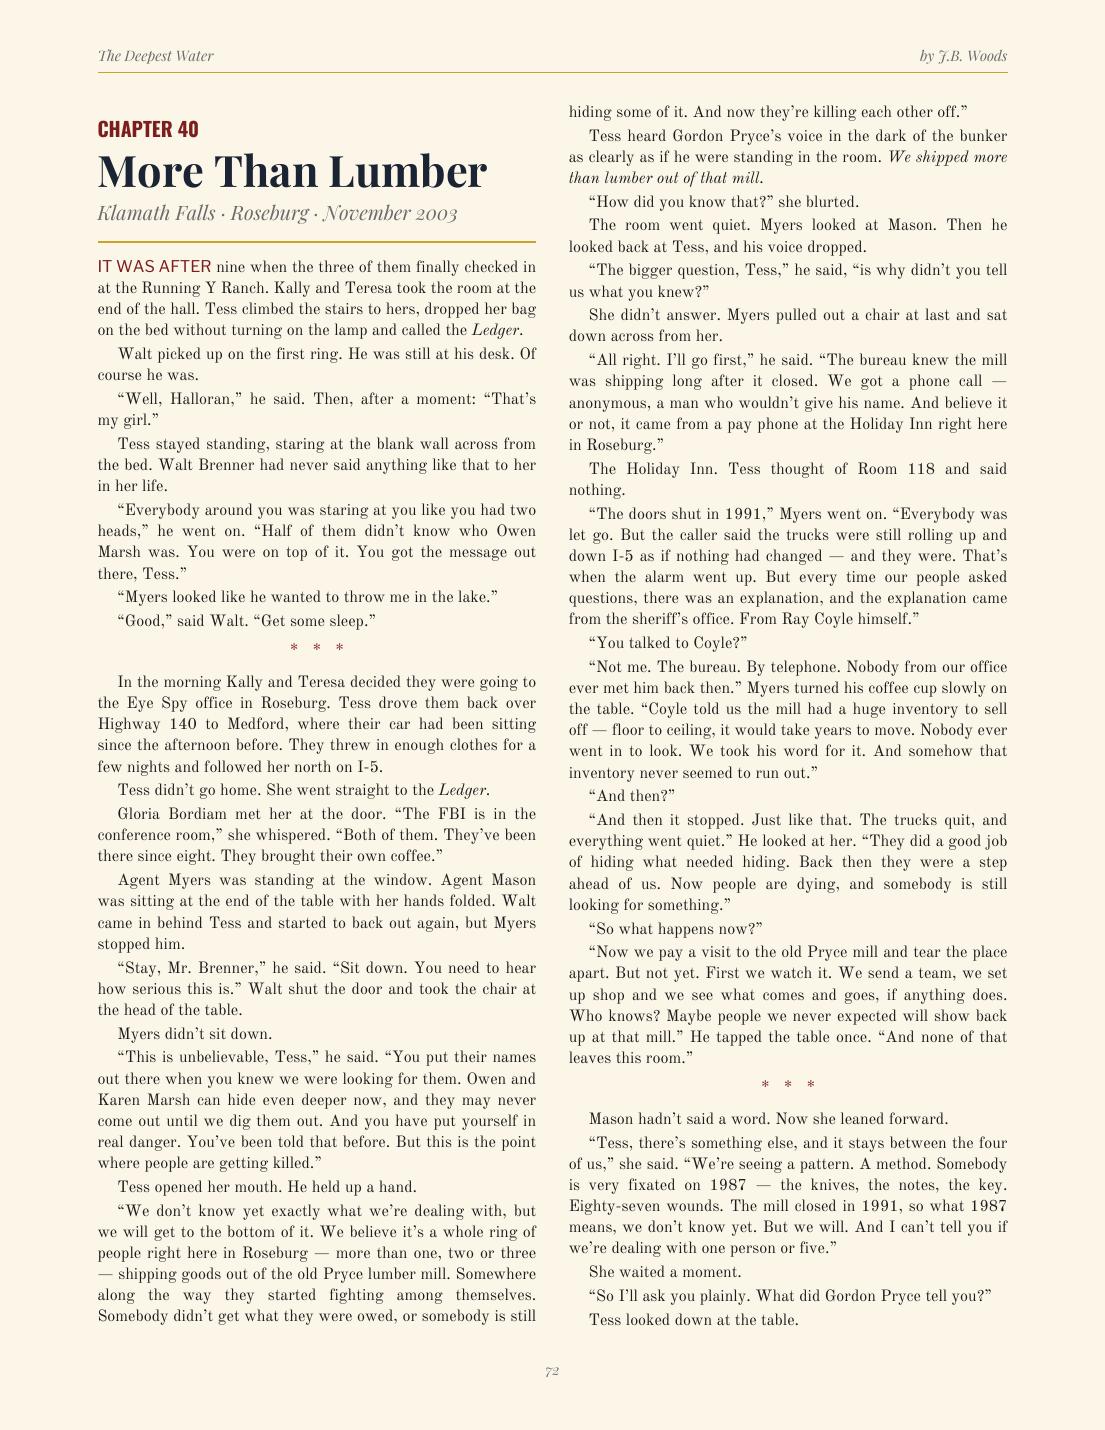 The Deepest Water
by J.B. Woods
CHAPTER 40
More Than Lumber
Klamath Falls · Roseburg · November 2003
IT WAS AFTER nine when the three of them finally checked in
at the Running Y Ranch. Kally and Teresa took the room at the
end of the hall. Tess climbed the stairs to hers, dropped her bag
on the bed without turning on the lamp and called the Ledger.
Walt picked up on the first ring. He was still at his desk. Of
course he was.
“Well, Halloran,” he said. Then, after a moment: “That’s
my girl.”
Tess stayed standing, staring at the blank wall across from
the bed. Walt Brenner had never said anything like that to her
in her life.
“Everybody around you was staring at you like you had two
heads,” he went on. “Half of them didn’t know who Owen
Marsh was. You were on top of it. You got the message out
there, Tess.”
“Myers looked like he wanted to throw me in the lake.”
“Good,” said Walt. “Get some sleep.”
* * *
In the morning Kally and Teresa decided they were going to
the Eye Spy office in Roseburg. Tess drove them back over
Highway 140 to Medford, where their car had been sitting
since the afternoon before. They threw in enough clothes for a
few nights and followed her north on I-5.
Tess didn’t go home. She went straight to the Ledger.
Gloria Bordiam met her at the door. “The FBI is in the
conference room,” she whispered. “Both of them. They’ve been
there since eight. They brought their own coffee.”
Agent Myers was standing at the window. Agent Mason
was sitting at the end of the table with her hands folded. Walt
came in behind Tess and started to back out again, but Myers
stopped him.
“Stay, Mr. Brenner,” he said. “Sit down. You need to hear
how serious this is.” Walt shut the door and took the chair at
the head of the table.
Myers didn’t sit down.
“This is unbelievable, Tess,” he said. “You put their names
out there when you knew we were looking for them. Owen and
Karen Marsh can hide even deeper now, and they may never
come out until we dig them out. And you have put yourself in
real danger. You’ve been told that before. But this is the point
where people are getting killed.”
Tess opened her mouth. He held up a hand.
“We don’t know yet exactly what we’re dealing with, but
we will get to the bottom of it. We believe it’s a whole ring of
people right here in Roseburg — more than one, two or three
— shipping goods out of the old Pryce lumber mill. Somewhere
along the way they started fighting among themselves.
Somebody didn’t get what they were owed, or somebody is still
hiding some of it. And now they’re killing each other off.”
Tess heard Gordon Pryce’s voice in the dark of the bunker
as clearly as if he were standing in the room. We shipped more
than lumber out of that mill.
“How did you know that?” she blurted.
The room went quiet. Myers looked at Mason. Then he
looked back at Tess, and his voice dropped.
“The bigger question, Tess,” he said, “is why didn’t you tell
us what you knew?”
She didn’t answer. Myers pulled out a chair at last and sat
down across from her.
“All right. I’ll go first,” he said. “The bureau knew the mill
was shipping long after it closed. We got a phone call —
anonymous, a man who wouldn’t give his name. And believe it
or not, it came from a pay phone at the Holiday Inn right here
in Roseburg.”
The Holiday Inn. Tess thought of Room 118 and said
nothing.
“The doors shut in 1991,” Myers went on. “Everybody was
let go. But the caller said the trucks were still rolling up and
down I-5 as if nothing had changed — and they were. That’s
when the alarm went up. But every time our people asked
questions, there was an explanation, and the explanation came
from the sheriff’s office. From Ray Coyle himself.”
“You talked to Coyle?”
“Not me. The bureau. By telephone. Nobody from our office
ever met him back then.” Myers turned his coffee cup slowly on
the table. “Coyle told us the mill had a huge inventory to sell
off — floor to ceiling, it would take years to move. Nobody ever
went in to look. We took his word for it. And somehow that
inventory never seemed to run out.”
“And then?”
“And then it stopped. Just like that. The trucks quit, and
everything went quiet.” He looked at her. “They did a good job
of hiding what needed hiding. Back then they were a step
ahead of us. Now people are dying, and somebody is still
looking for something.”
“So what happens now?”
“Now we pay a visit to the old Pryce mill and tear the place
apart. But not yet. First we watch it. We send a team, we set
up shop and we see what comes and goes, if anything does.
Who knows? Maybe people we never expected will show back
up at that mill.” He tapped the table once. “And none of that
leaves this room.”
* * *
Mason hadn’t said a word. Now she leaned forward.
“Tess, there’s something else, and it stays between the four
of us,” she said. “We’re seeing a pattern. A method. Somebody
is very fixated on 1987 — the knives, the notes, the key.
Eighty-seven wounds. The mill closed in 1991, so what 1987
means, we don’t know yet. But we will. And I can’t tell you if
we’re dealing with one person or five.”
She waited a moment.
“So I’ll ask you plainly. What did Gordon Pryce tell you?”
Tess looked down at the table.
72